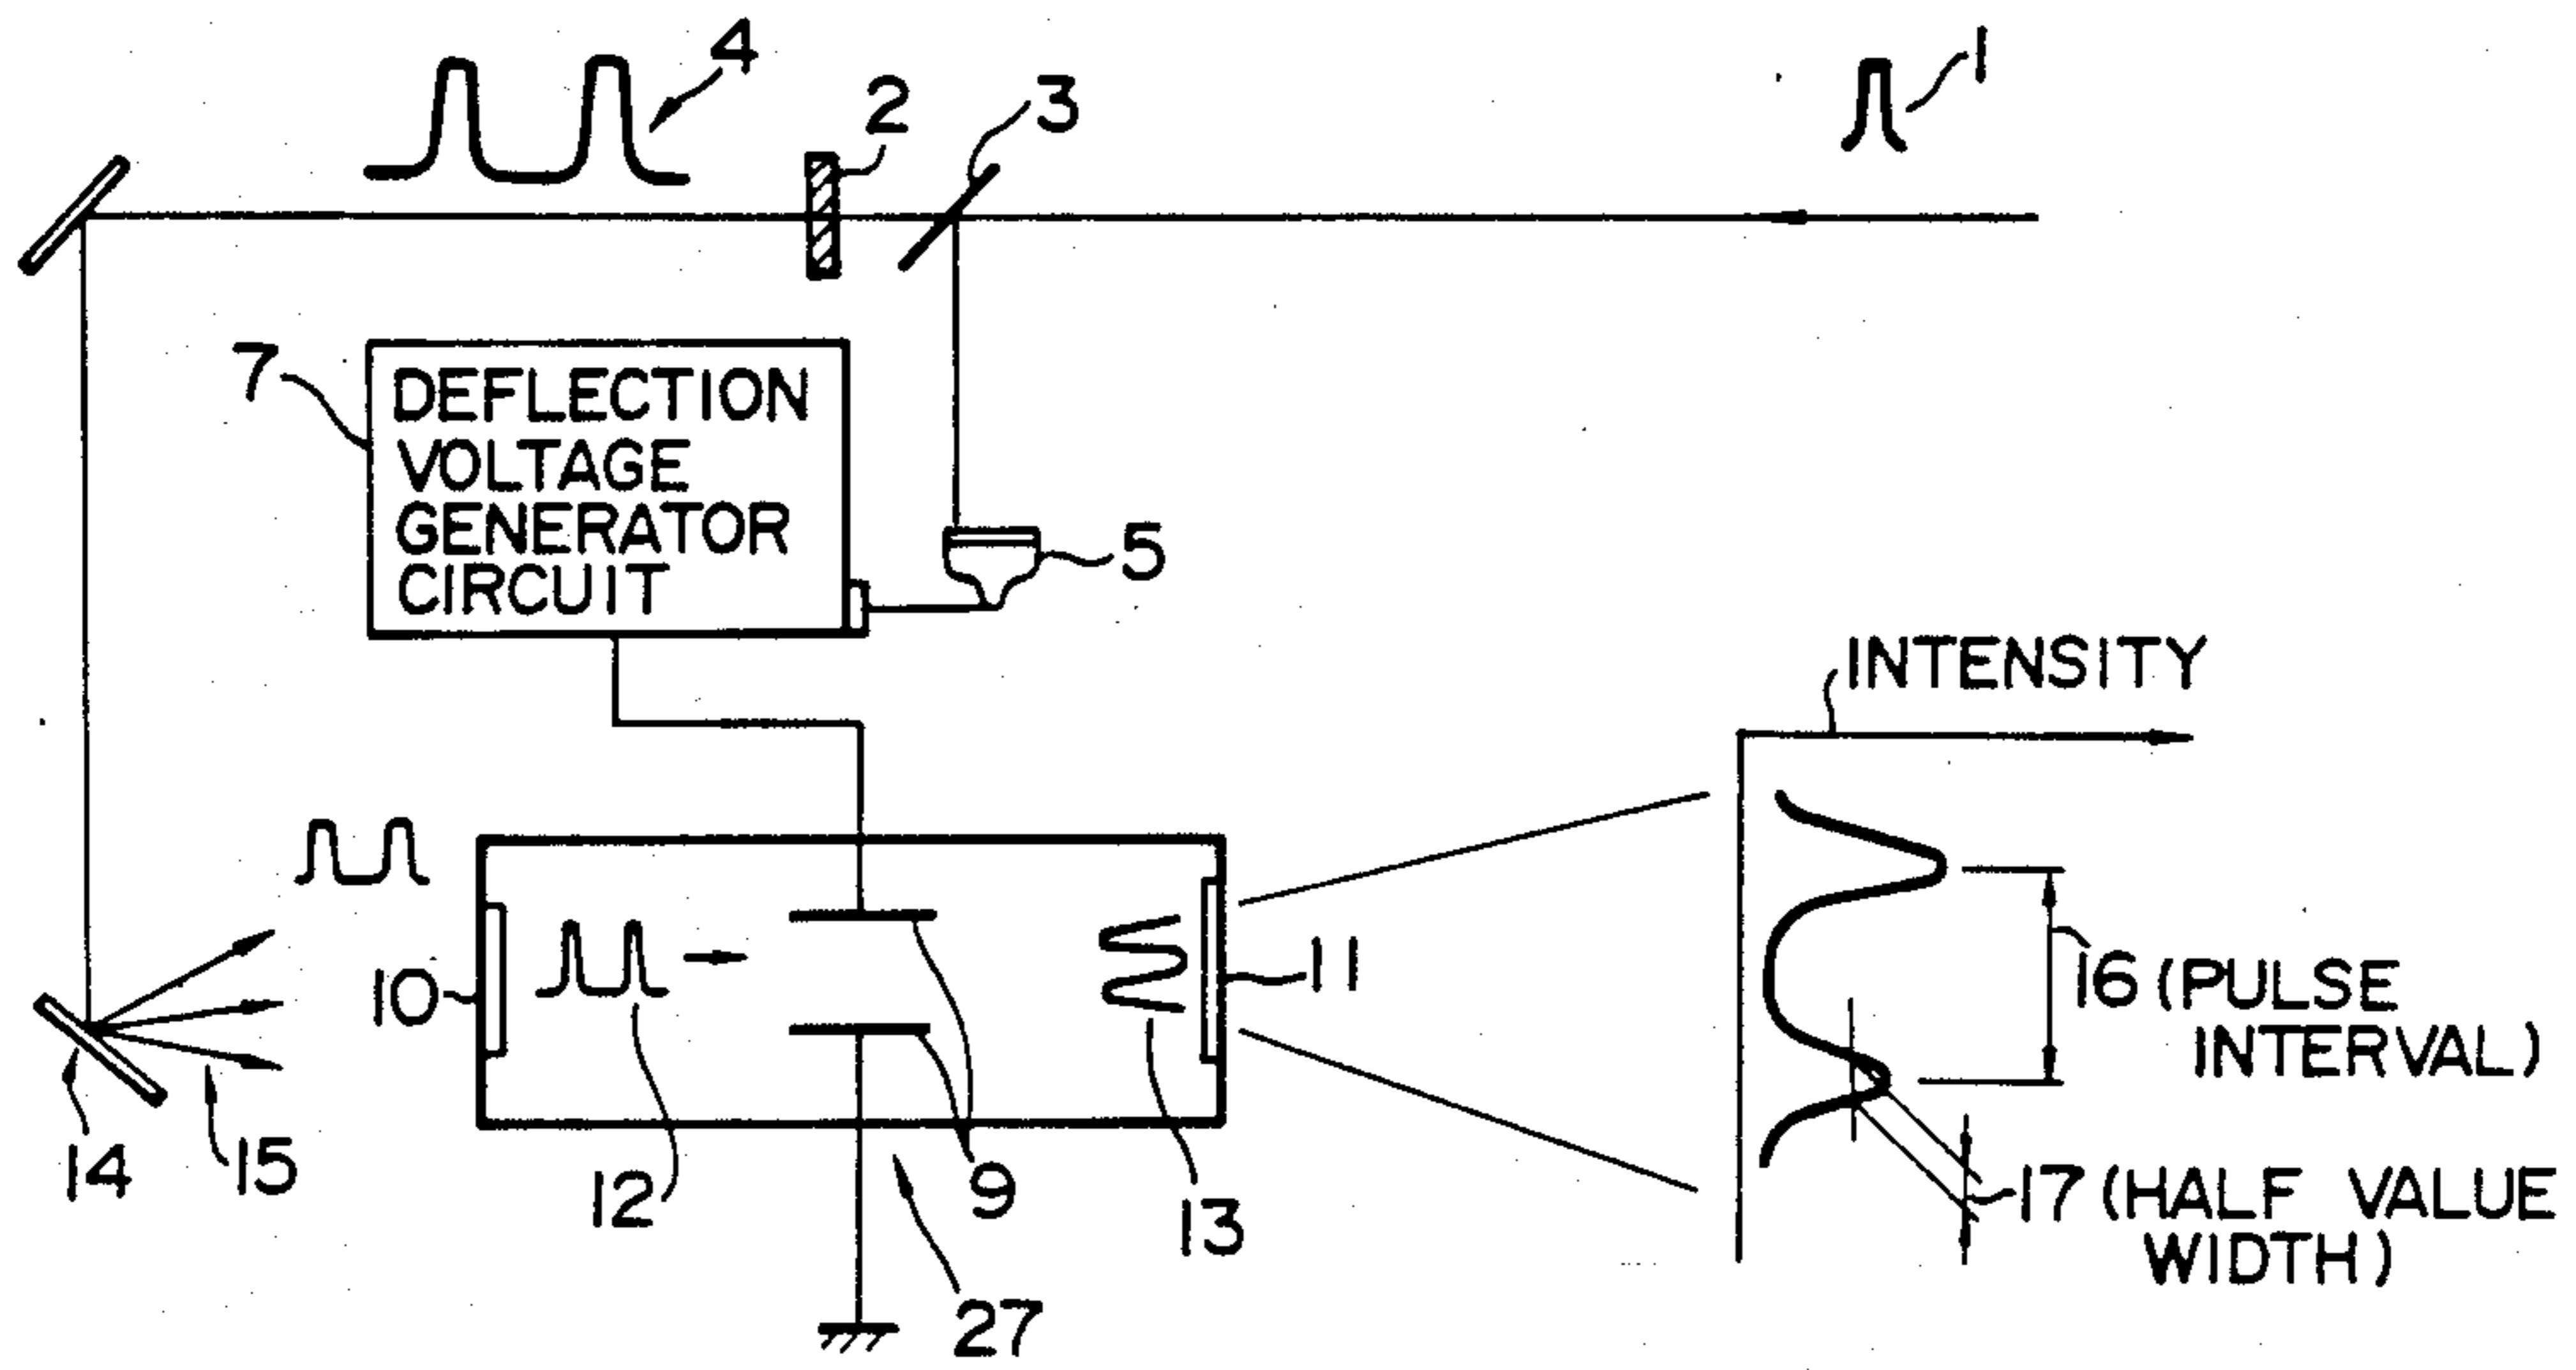 4
1
2
3
7
DEFLECTION
VOLTAGE
GENERATOR
CIRCUIT
5
INTENSITY
10
11
16 (PULSE
INTERVAL)
14
15
12
9
13
17 (HALF VALUE
WIDTH)
27